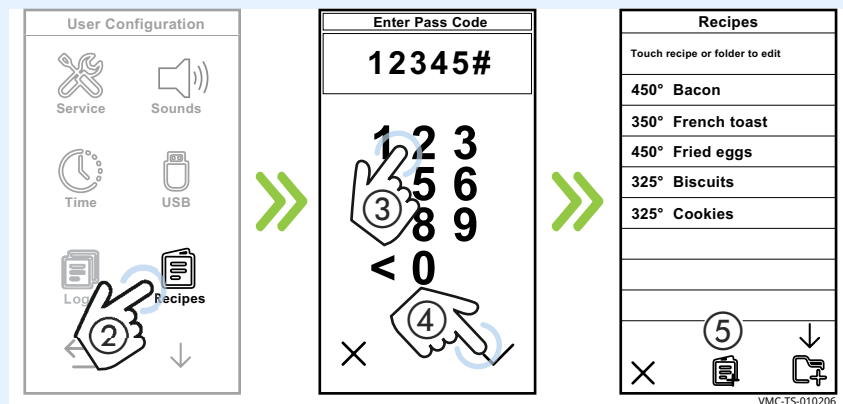 User Configuration
Service
Sounds
Time
USB
Recipes
2
Enter Pass Code
12345#
1 2 3
5 6
8 9
< 0
3
4
Recipes
Touch recipe or folder to edit
450° Bacon
350° French toast
450° Fried eggs
325° Biscuits
325° Cookies
5
VMC-TS-010206